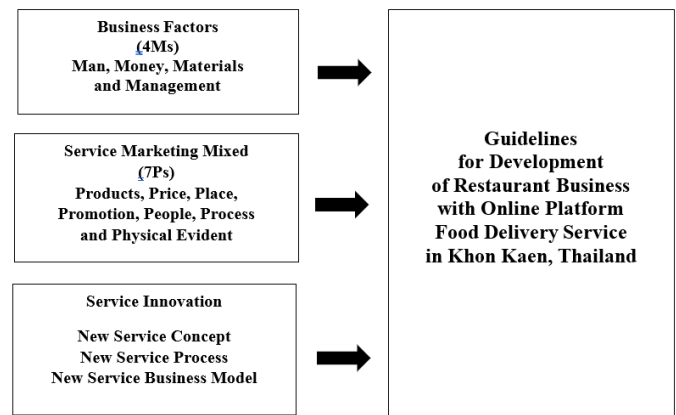 Business Factors
(4Ms)
Man, Money, Materials
and Management
Service Marketing Mixed
(7Ps)
Products, Price, Place,
Promotion, People, Process
and Physical Evident
Service Innovation
New Service Concept
New Service Process
New Service Business Model
Guidelines
for Development
of Restaurant Business
with Online Platform
Food Delivery Service
in Khon Kaen, Thailand